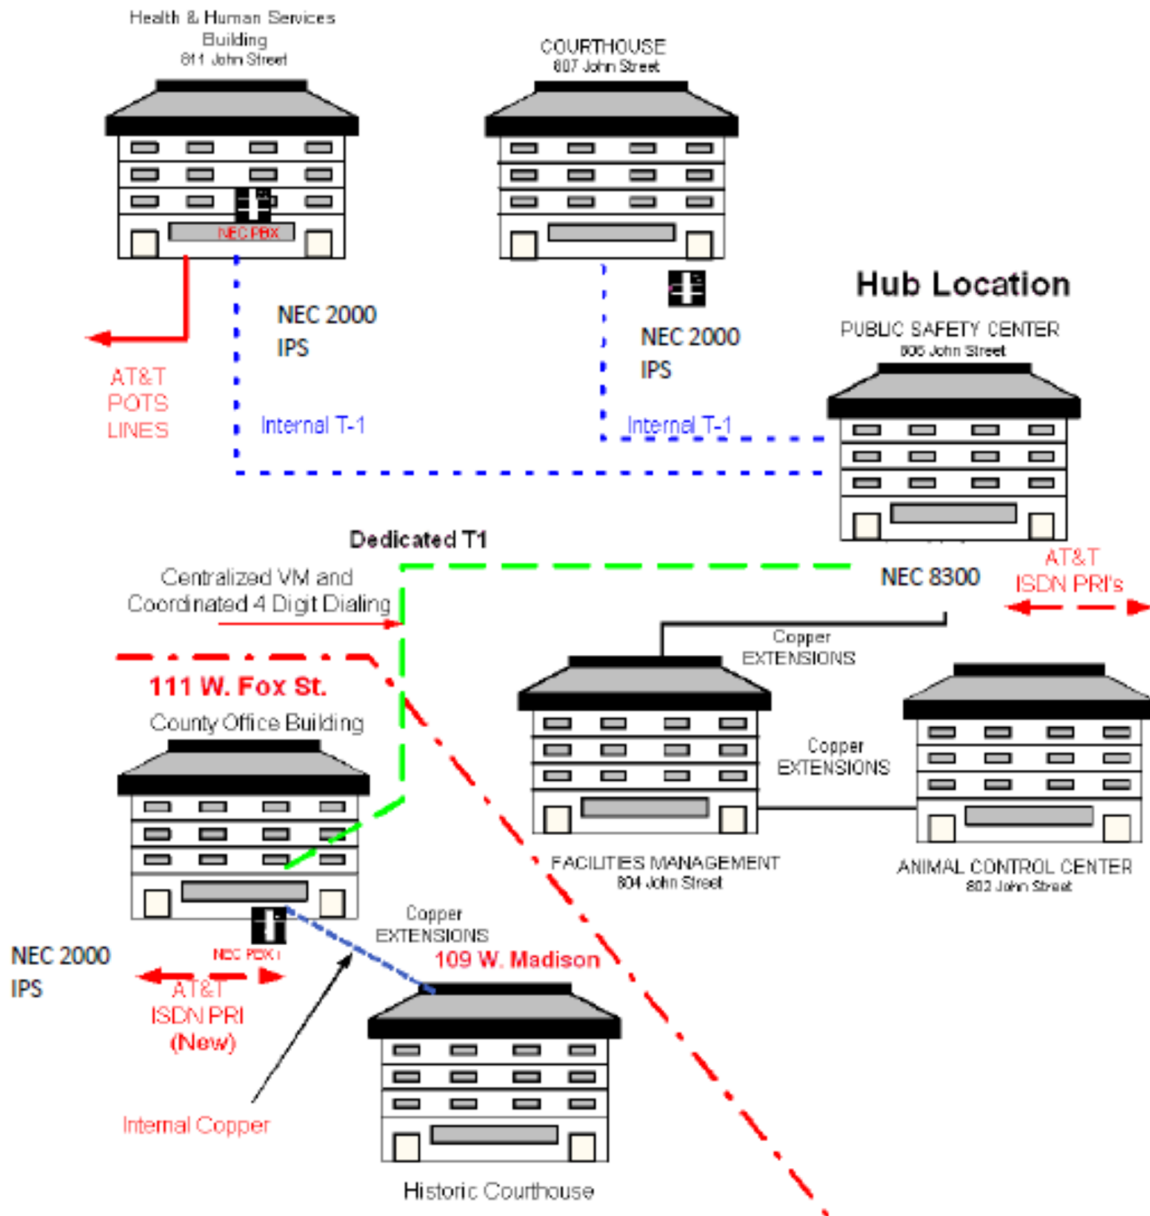 Health & Human Services
Building
811 John Street
COURTHOUSE
807 John Street
NEC PBX
NEC 2000
IPS
NEC 2000
IPS
Hub Location
PUBLIC SAFETY CENTER
806 John Street
AT&T
POTS
LINES
Internal T-1
Internal T-1
Dedicated T1
Centralized VM and
Coordinated 4 Digit Dialing
NEC 8300
AT&T
ISDN PRI's
Copper
EXTENSIONS
111 W. Fox St.
County Office Building
Copper
EXTENSIONS
FACILITIES MANAGEMENT
804 John Street
ANIMAL CONTROL CENTER
802 John Street
Copper
EXTENSIONS
NEC 2000
IPS
NEC PBX
109 W. Madison
AT&T
ISDN PRI
(New)
Internal Copper
Historic Courthouse